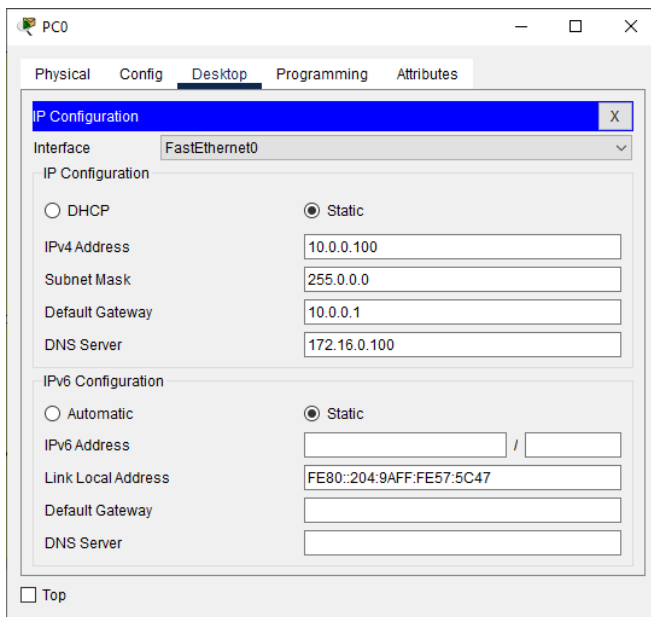 PC0
Physical Config Desktop Programming Attributes
IP Configuration X
Interface FastEthernet0
IP Configuration
DHCP Static
IPv4 Address 10.0.0.100
Subnet Mask 255.0.0.0
Default Gateway 10.0.0.1
DNS Server 172.16.0.100
IPv6 Configuration
Automatic Static
IPv6 Address /
Link Local Address FE80::204:9AFF:FE57:5C47
Default Gateway
DNS Server
Top